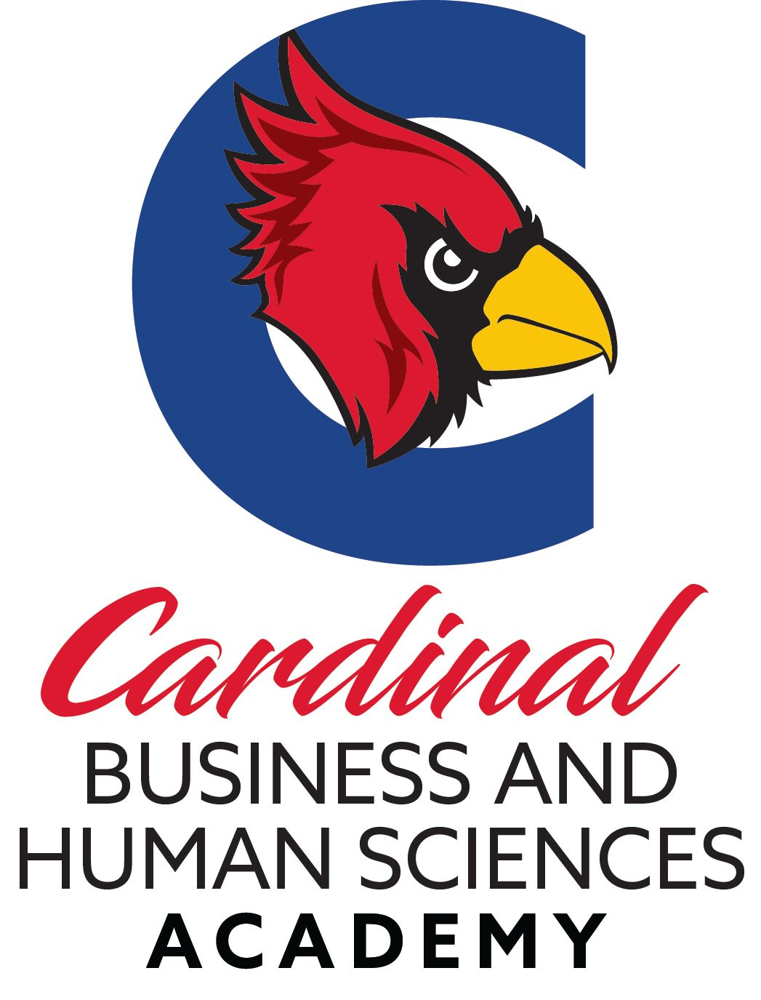 C
Cardinal
BUSINESS AND
HUMAN SCIENCES
ACADEMY